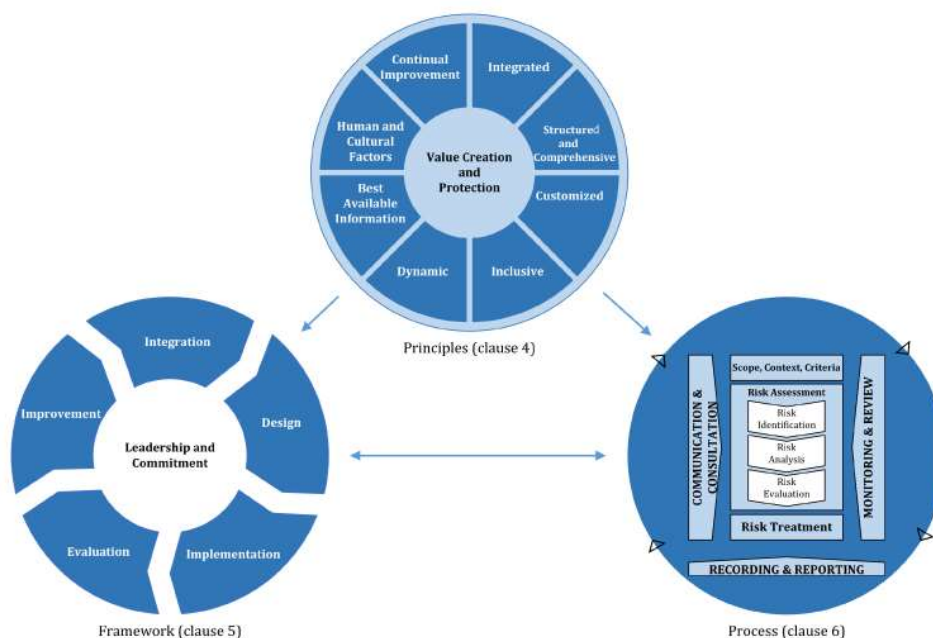 Continual
Improvement
Integrated
Human and
Cultural
Factors
Value Creation
and
Protection
Structured
and
Comprehensive
Best
Available
Information
Customized
Dynamic
Inclusive
Principles (clause 4)
Integration
Improvement
Design
Leadership and
Commitment
Evaluation
Implementation
Framework (clause 5)
COMMUNICATION &
CONSULTATION
Scope, Context, Criteria
Risk Assessment
Risk
Identification
Risk
Analysis
Risk
Evaluation
Risk Treatment
MONITORING & REVIEW
RECORDING & REPORTING
Process (clause 6)